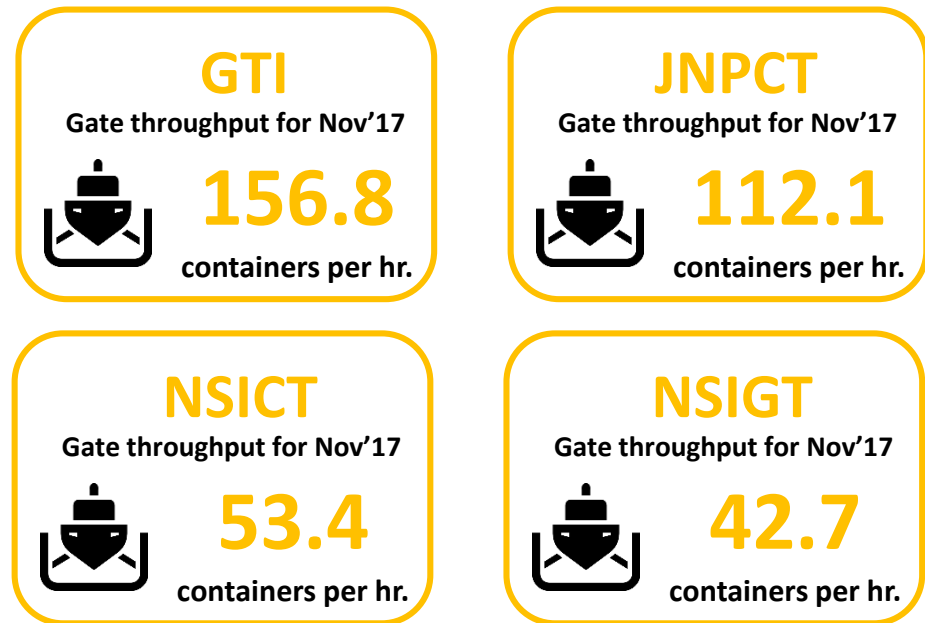 GTI
Gate throughput for Nov’17
156.8
containers per hr.
JNPCT
Gate throughput for Nov’17
112.1
containers per hr.
NSICT
Gate throughput for Nov’17
53.4
containers per hr.
NSIGT
Gate throughput for Nov’17
42.7
containers per hr.